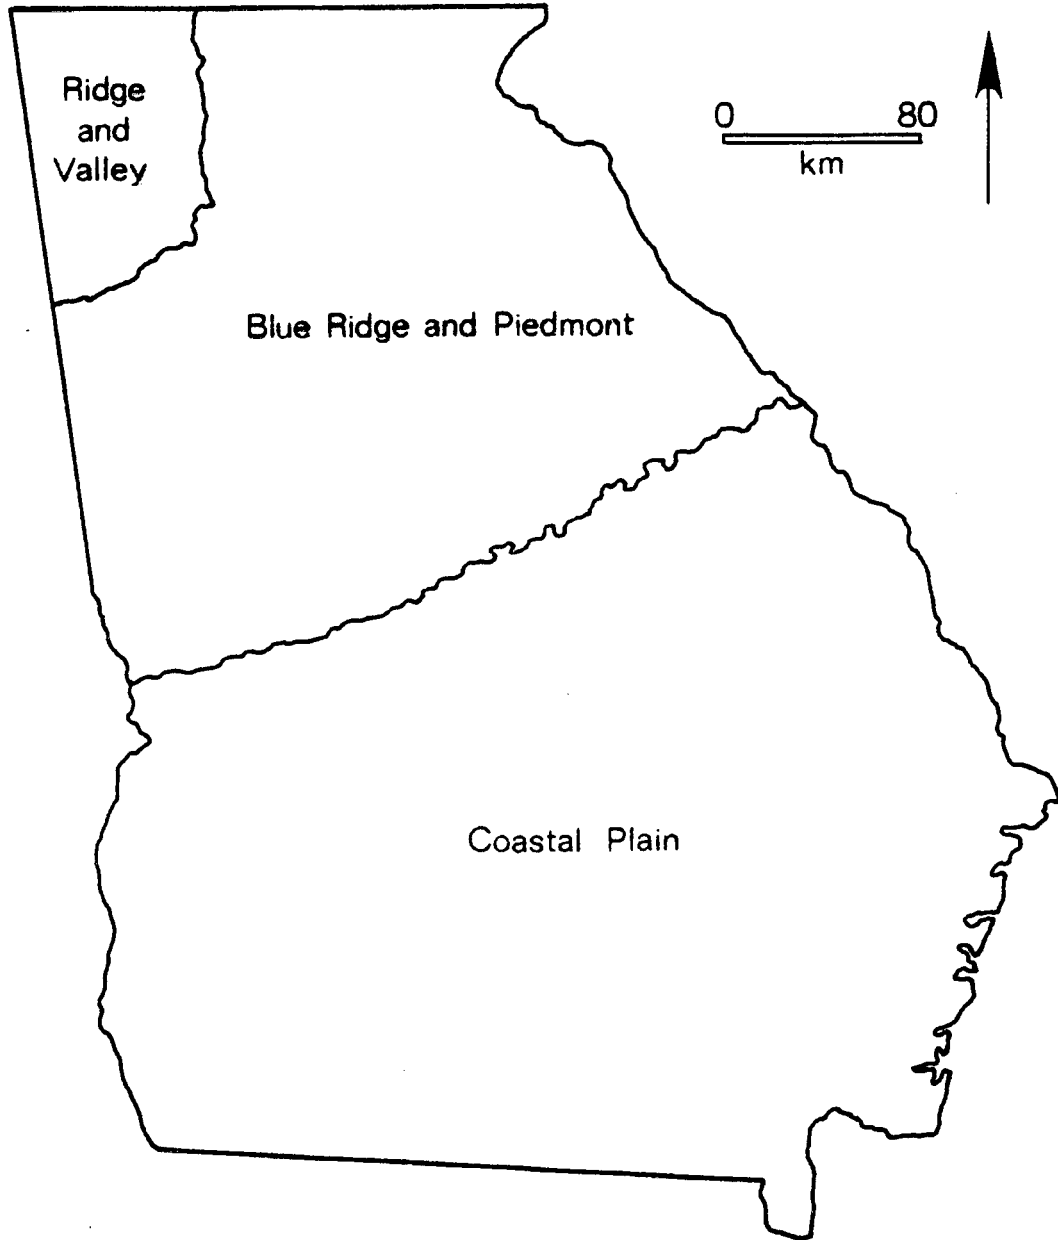 Ridge
and
Valley
0 80
km
Blue Ridge and Piedmont
Coastal Plain